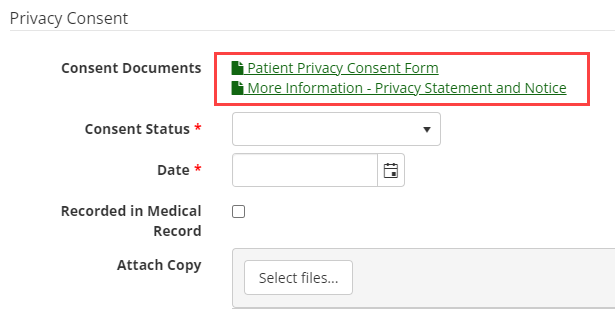 Privacy Consent
Consent Documents
Patient Privacy Consent Form
More Information - Privacy Statement and Notice
Consent Status *
Date *
Recorded in Medical
Record
Attach Copy
Select files...